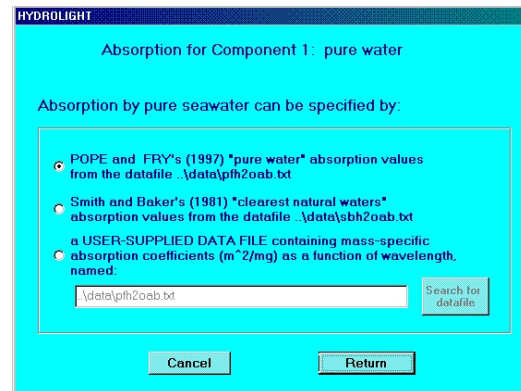 HYDROLIGHT
Absorption for Component 1: pure water
Absorption by pure seawater can be specified by:
POPE and FRY's (1997) "pure water" absorption values
from the datafile ..\data\pfh2oab.txt
Smith and Baker's (1981) "clearest natural waters"
absorption values from the datafile ..\data\sbh2oab.txt
a USER-SUPPLIED DATA FILE containing mass-specific
absorption coefficients (m^2/mg) as a function of wavelength,
named:
..\data\pfh2oab.txt
Search for
datafile
Cancel
Return